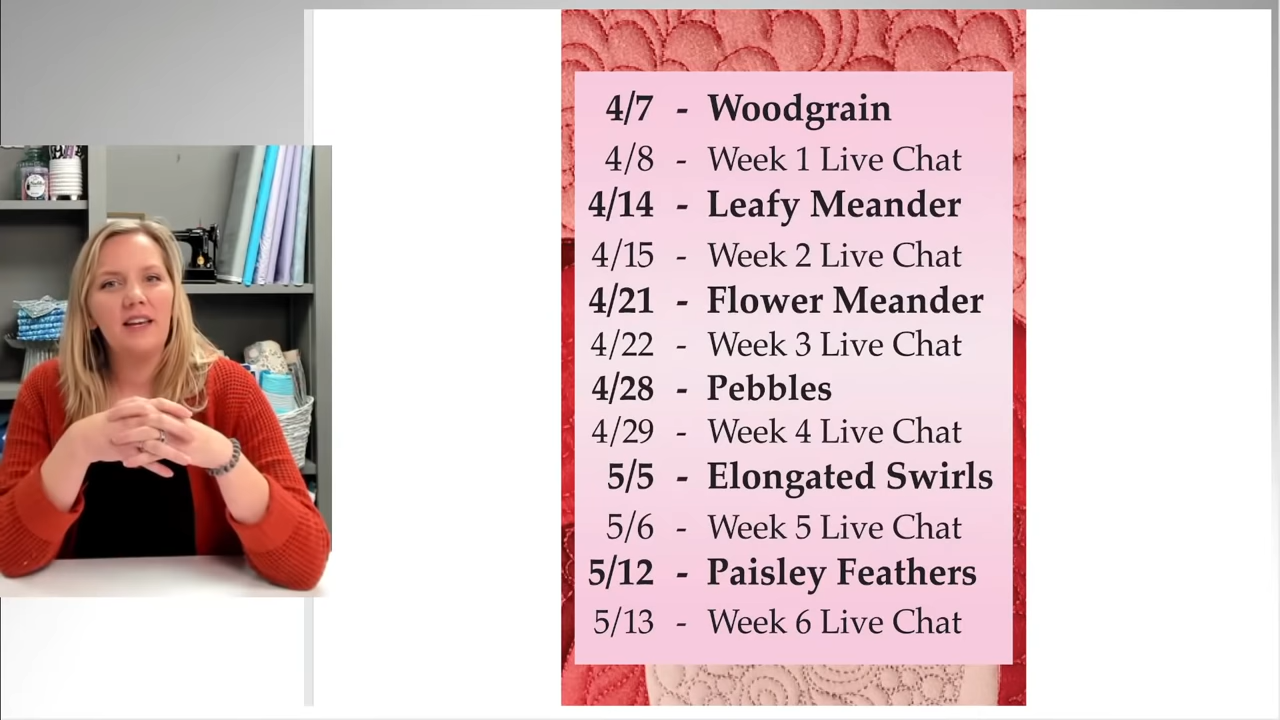 4/7 - Woodgrain
4/8 - Week 1 Live Chat
4/14 - Leafy Meander
4/15 - Week 2 Live Chat
4/21 - Flower Meander
4/22 - Week 3 Live Chat
4/28 - Pebbles
4/29 - Week 4 Live Chat
5/5 - Elongated Swirls
5/6 - Week 5 Live Chat
5/12 - Paisley Feathers
5/13 - Week 6 Live Chat